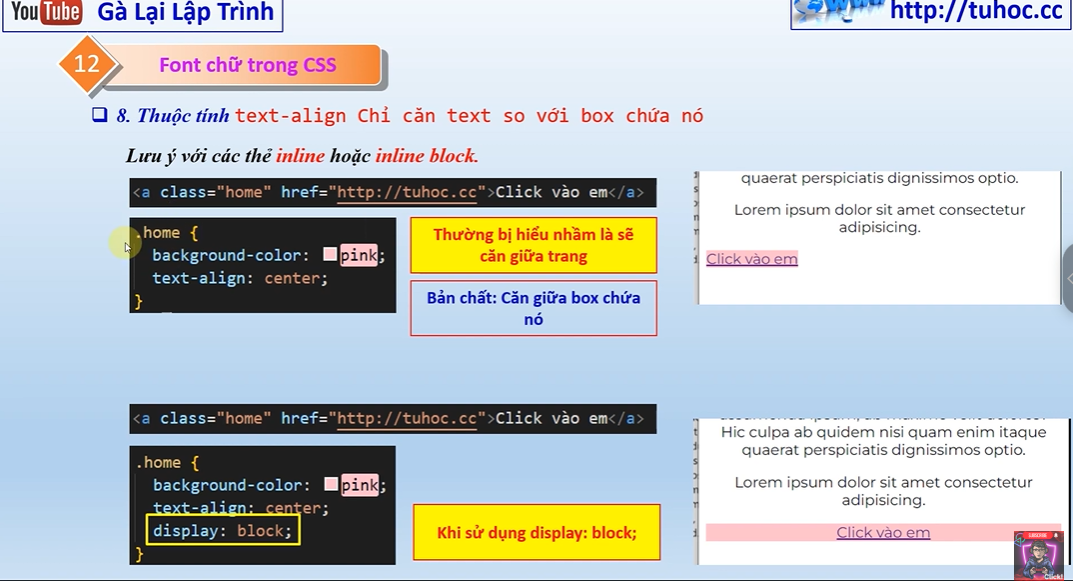 YouTube Gà Lại Lập Trình
http://tuhoc.cc
12 Font chữ trong CSS
8. Thuộc tính text-align Chỉ căn text so với box chứa nó
Lưu ý với các thẻ inline hoặc inline block.
<a class="home" href="http://tuhoc.cc">Click vào em</a>
.home {
background-color: pink;
text-align: center;
}
Thường bị hiểu nhầm là sẽ
căn giữa trang
Bản chất: Căn giữa box chứa
nó
quaerat perspiciatis dignissimos optio.
Lorem ipsum dolor sit amet consectetur
adipisicing.
Click vào em
<a class="home" href="http://tuhoc.cc">Click vào em</a>
.home {
background-color: pink;
text-align: center;
display: block;
}
Khi sử dụng display: block;
Hic culpa ab quidem nisi quam enim itaque
quaerat perspiciatis dignissimos optio.
Lorem ipsum dolor sit amet consectetur
adipisicing.
Click vào em